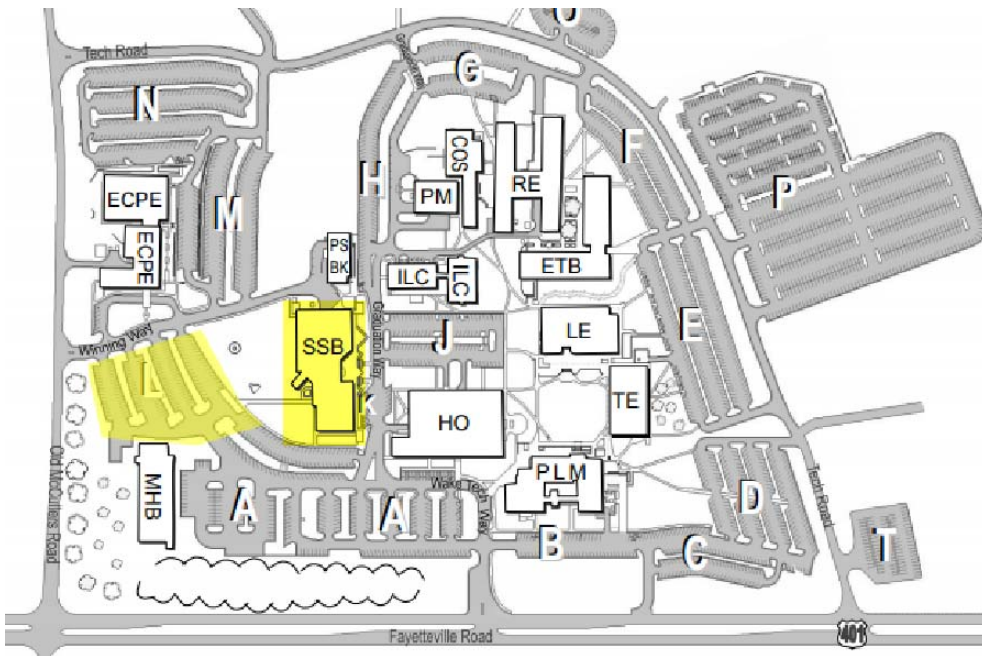 U
G
Tech Road
N
F
COS
H
RE
PM
P
ECPE
M
ECPE
PS
BK
ETB
ILC
ILC
Winning Way
Graduation Way
E
LE
J
SSB
L
K
TE
HO
Old McCullers Road
MHB
PLM
Wake Tech Way
A
A
D
Tech Road
B
C
T
401
Fayetteville Road